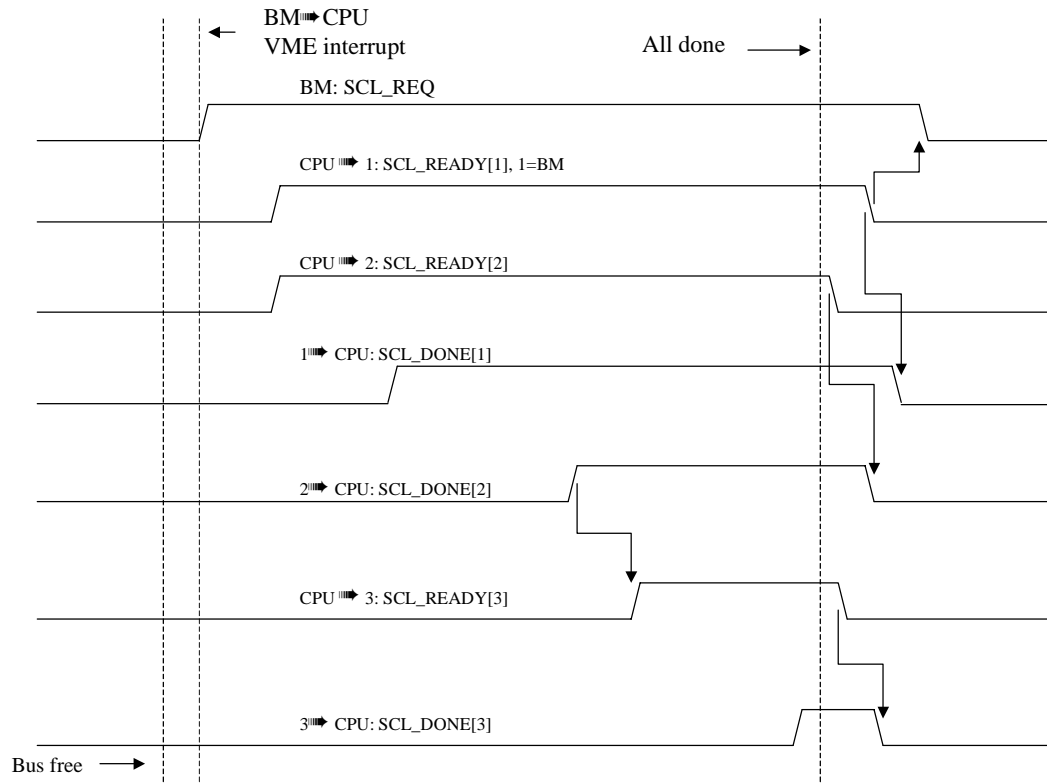 BM➠CPU
VME interrupt
All done
BM: SCL_REQ
CPU ➠ 1: SCL_READY[1], 1=BM
CPU ➠ 2: SCL_READY[2]
1➠ CPU: SCL_DONE[1]
2➠ CPU: SCL_DONE[2]
CPU ➠ 3: SCL_READY[3]
3➠ CPU: SCL_DONE[3]
Bus free